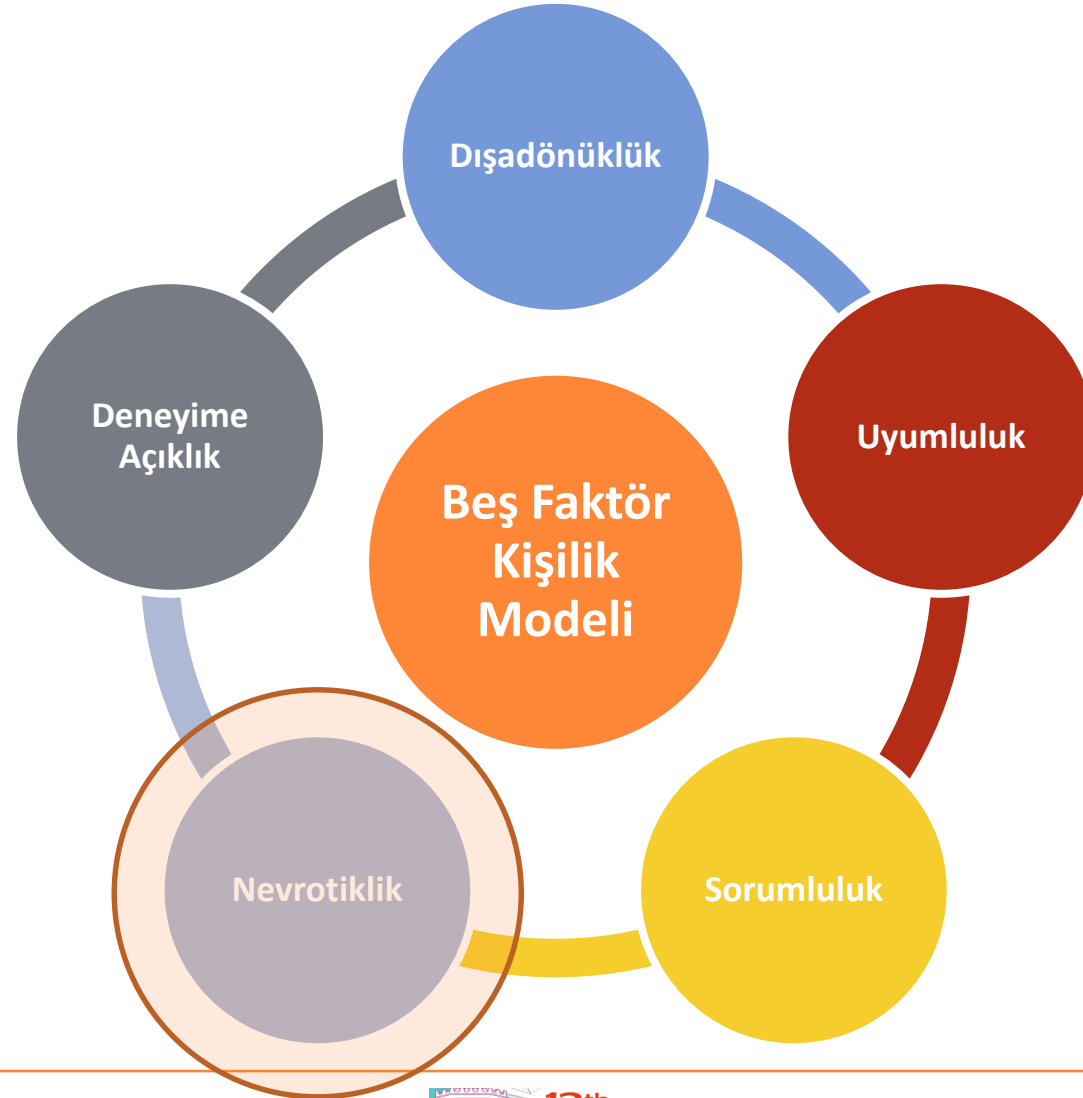 Dışadönüklük
Deneyime
Açıklık
Uyumluluk
Beş Faktör
Kişilik
Modeli
Nevrotiklik
Sorumluluk